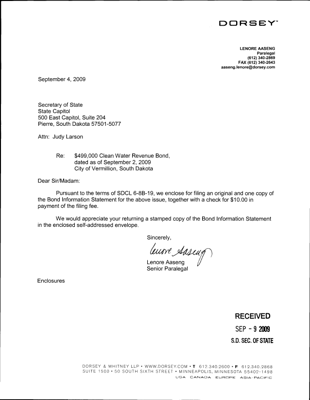 DORSEY
LENORE AASENG
Paralegal
(612) 340-2869
FAX (612) 340-2643
aaseng.lenore@dorsey.com
September 4, 2009
Secretary of State
State Capitol
500 East Capitol, Suite 204
Pierre, South Dakota 57501-5077
Attn: Judy Larson
Re: $499,000 Clean Water Revenue Bond,
dated as of September 2, 2009
City of Vermillion, South Dakota
Dear Sir/Madam:
Pursuant to the terms of SDCL 6-8B-19, we enclose for filing an original and one copy of
the Bond Information Statement for the above issue, together with a check for $10.00 in
payment of the filing fee.
We would appreciate your returning a stamped copy of the Bond Information Statement
in the enclosed self-addressed envelope.
Sincerely,
Lenore Aaseng
Lenore Aaseng
Senior Paralegal
Enclosures
RECEIVED
SEP - 9 2009
S.D. SEC. OF STATE
DORSEY & WHITNEY LLP • WWW.DORSEY.COM • T 612.340.2600 • F 612.340.2868
SUITE 1500 • 50 SOUTH SIXTH STREET • MINNEAPOLIS, MINNESOTA 55402-1498
USA CANADA EUROPE ASIA-PACIFIC